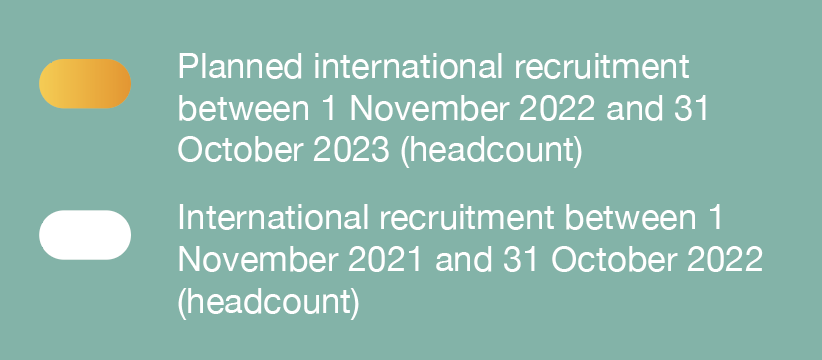 Planned international recruitment
between 1 November 2022 and 31
October 2023 (headcount)
International recruitment between 1
November 2021 and 31 October 2022
(headcount)